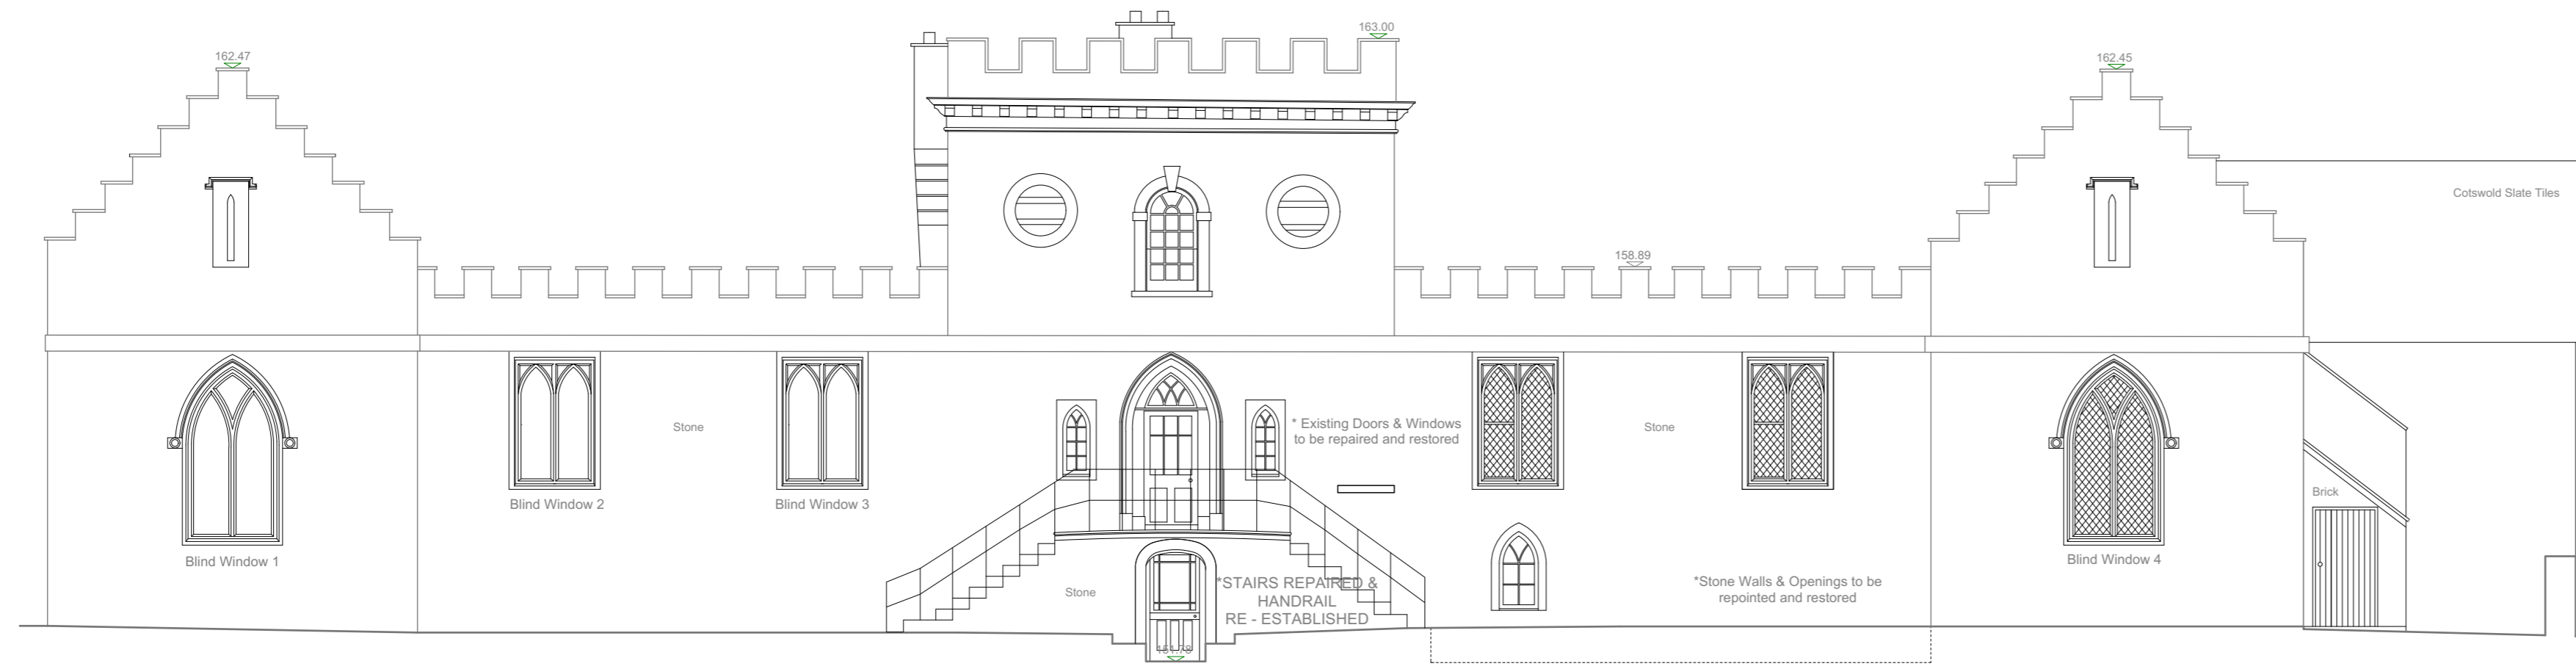 163.00
162.47
162.45
Cotswold Slate Tiles
158.89
* Existing Doors & Windows
to be repaired and restored
Stone
Stone
Brick
Blind Window 2
Blind Window 3
Blind Window 1
Blind Window 4
*STAIRS REPAIRED &
HANDRAIL
RE - ESTABLISHED
*Stone Walls & Openings to be
repointed and restored
Stone